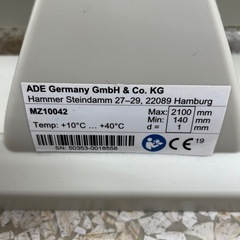 ADE Germany GmbH & Co. KG
Hammer Steindamm 27–29, 22089 Hamburg
MZ10042
Max: 2100 mm
Min: 140 mm
Temp: +10°C ... +40°C
d = 1 mm
CE 19
SN: 50353-0018558